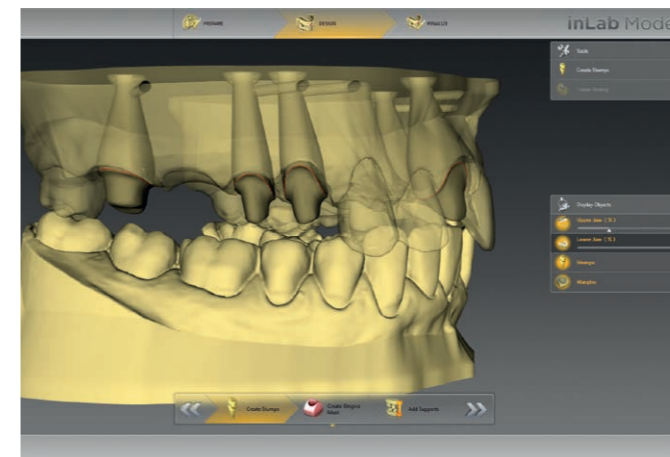 PREPARE
DESIGN
FINALIZE
inLab Mode
Tools
Create Stumps
Display Objects
Upper Jaw
Lower Jaw
Stumps
Margins
Create Stumps
Create Gingiva
Mask
Add Supports